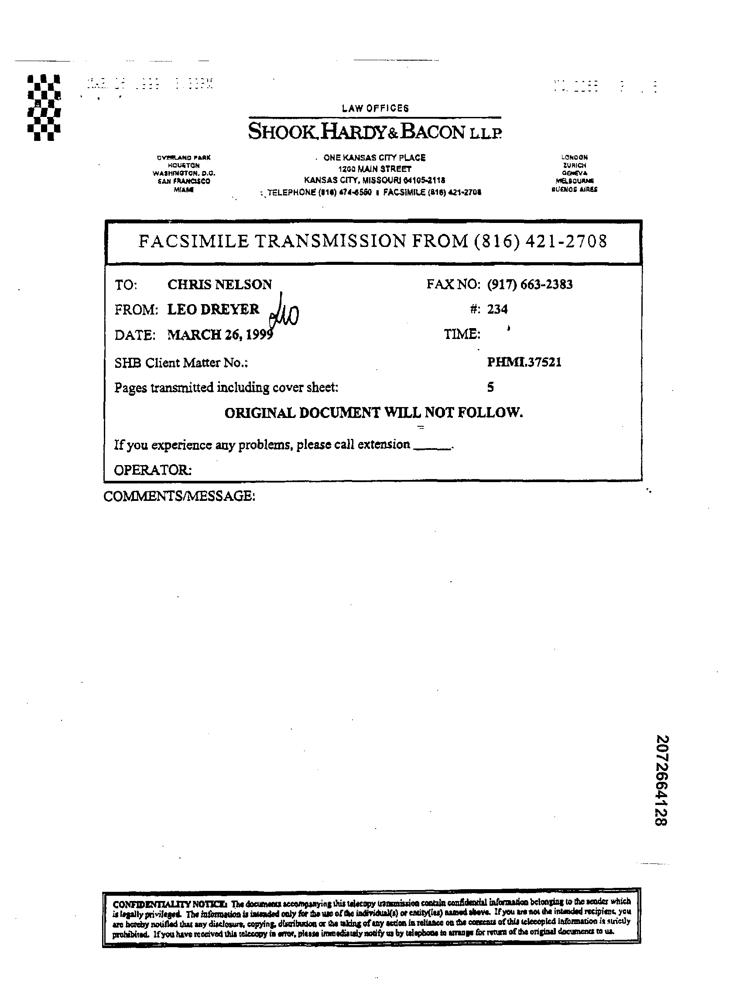 LAW OFFICES
SHOOK, HARDY & BACON L.L.P.
OVERLAND PARK
HOUSTON
WASHINGTON, D.C.
SAN FRANCISCO
MIAMI
ONE KANSAS CITY PLACE
1200 MAIN STREET
KANSAS CITY, MISSOURI 64105-2118
TELEPHONE (816) 474-6550 ▪ FACSIMILE (816) 421-2708
LONDON
ZURICH
GENEVA
MELBOURNE
BUENOS AIRES
FACSIMILE TRANSMISSION FROM (816) 421-2708
TO: CHRIS NELSON FAX NO: (917) 663-2383
FROM: LEO DREYER #: 234
DATE: MARCH 26, 1999 TIME:
SHB Client Matter No.: PHMI.37521
Pages transmitted including cover sheet: 5
ORIGINAL DOCUMENT WILL NOT FOLLOW.
If you experience any problems, please call extension ______.
OPERATOR:
COMMENTS/MESSAGE:
2072664128
CONFIDENTIALITY NOTICE: The documents accompanying this telecopy transmission contain confidential information belonging to the sender which
is legally privileged. The information is intended only for the use of the individual(s) or entity(ies) named above. If you are not the intended recipient, you
are hereby notified that any disclosure, copying, distribution or the taking of any action in reliance on the contents of this telecopied information is strictly
prohibited. If you have received this telecopy in error, please immediately notify us by telephone to arrange for return of the original documents to us.